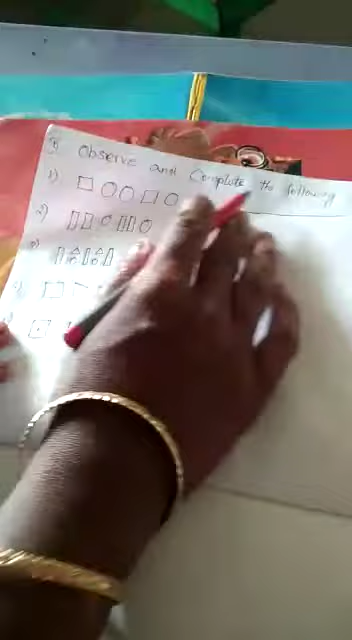 3) Observe and Complete the following
1)
2)